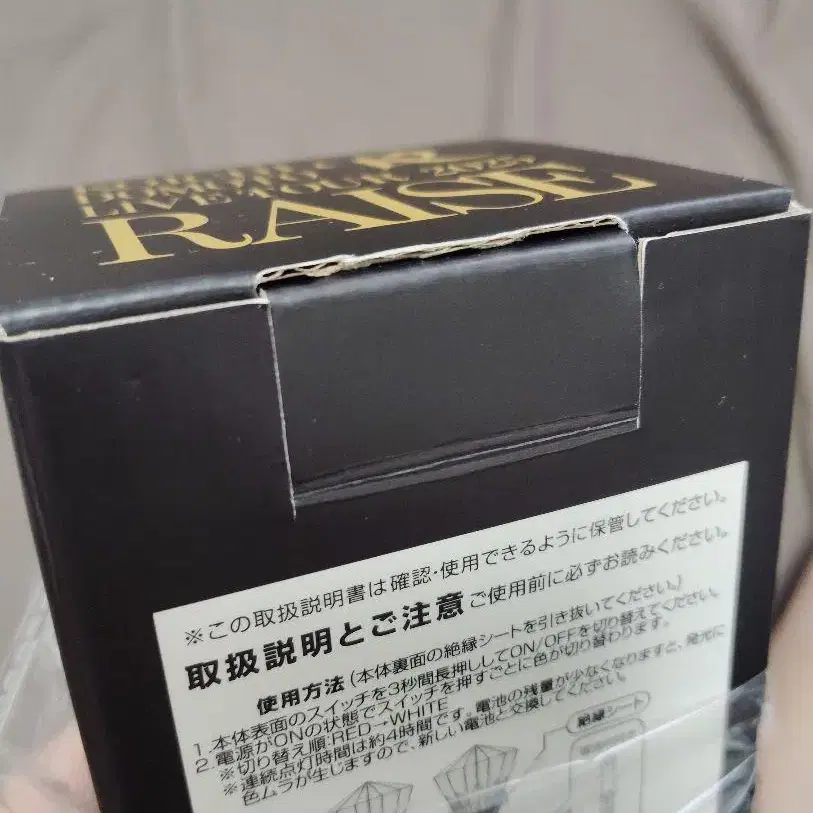 LIVE TOUR 2025
RAISE
※この取扱説明書は確認・使用できるように保管してください。
取扱説明とご注意 ご使用前に必ずお読みください。
使用方法 (本体裏面の絶縁シートを引き抜いてください。)
1.本体表面のスイッチを3秒間長押ししてON/OFFを切り替えてください。
2.電源がONの状態でスイッチを押すごとに色が切り替わります。
※切り替え順:RED→WHITE
※連続点灯時間は約4時間です。電池の残量が少なくなりますと、発光に
色ムラが生じますので、新しい電池と交換してください。
絶縁シート